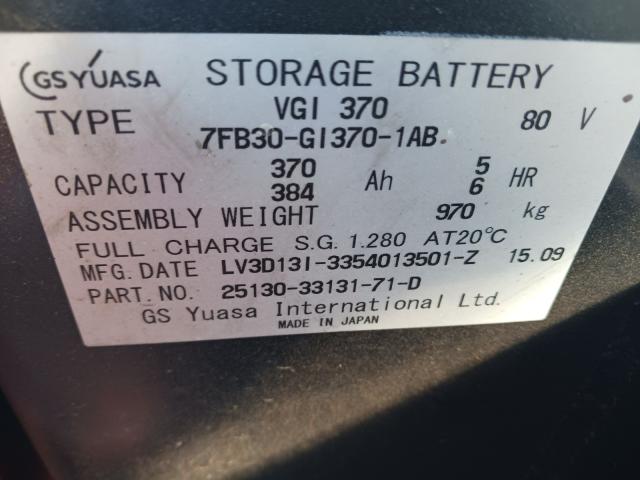 GS YUASA STORAGE BATTERY
TYPE VGI 370 80 V
7FB30-GI370-1AB
CAPACITY 370 Ah 5 HR
384 6
ASSEMBLY WEIGHT 970 kg
FULL CHARGE S.G. 1.280 AT20℃
MFG.DATE LV3D13I-3354013501-Z 15.09
PART.NO. 25130-33131-71-D
GS Yuasa International Ltd.
MADE IN JAPAN